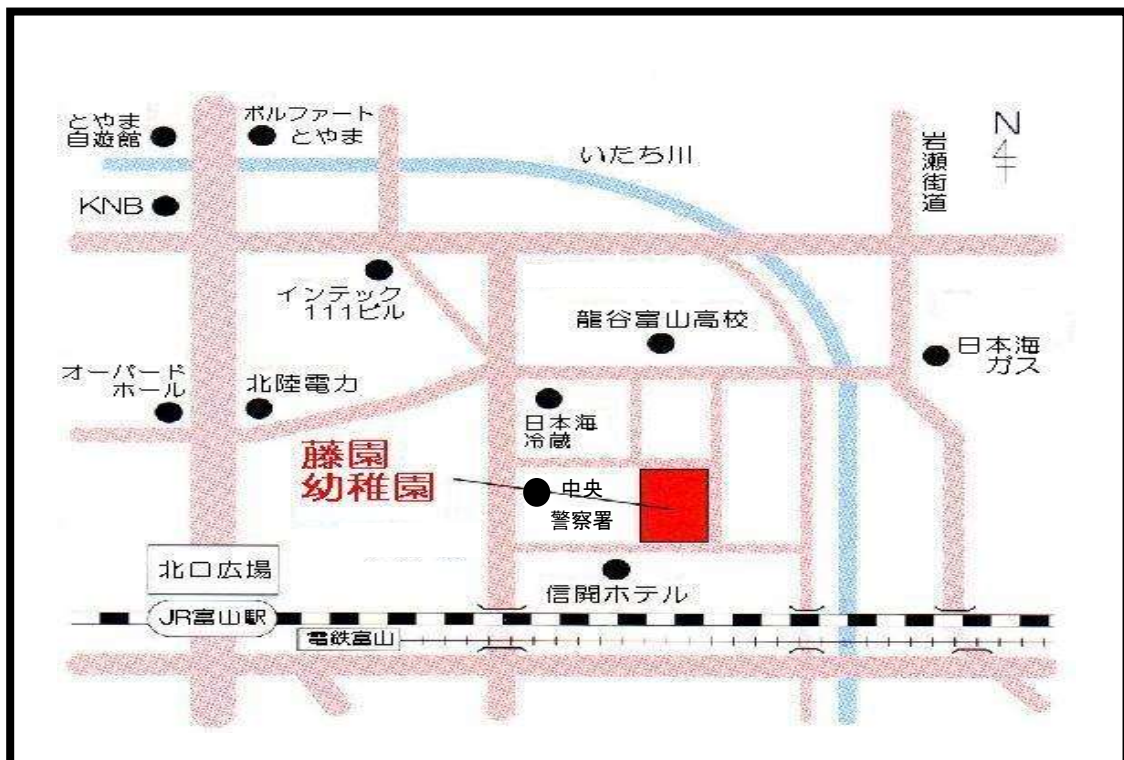 とやま
自遊館
ボルファート
とやま
いたち川
N
岩瀬街道
KNB
インテック
111ビル
龍谷富山高校
日本海
ガス
オーバード
ホール
北陸電力
日本海
冷蔵
藤園
幼稚園
中央
警察署
北口広場
信開ホテル
JR富山駅
電鉄富山